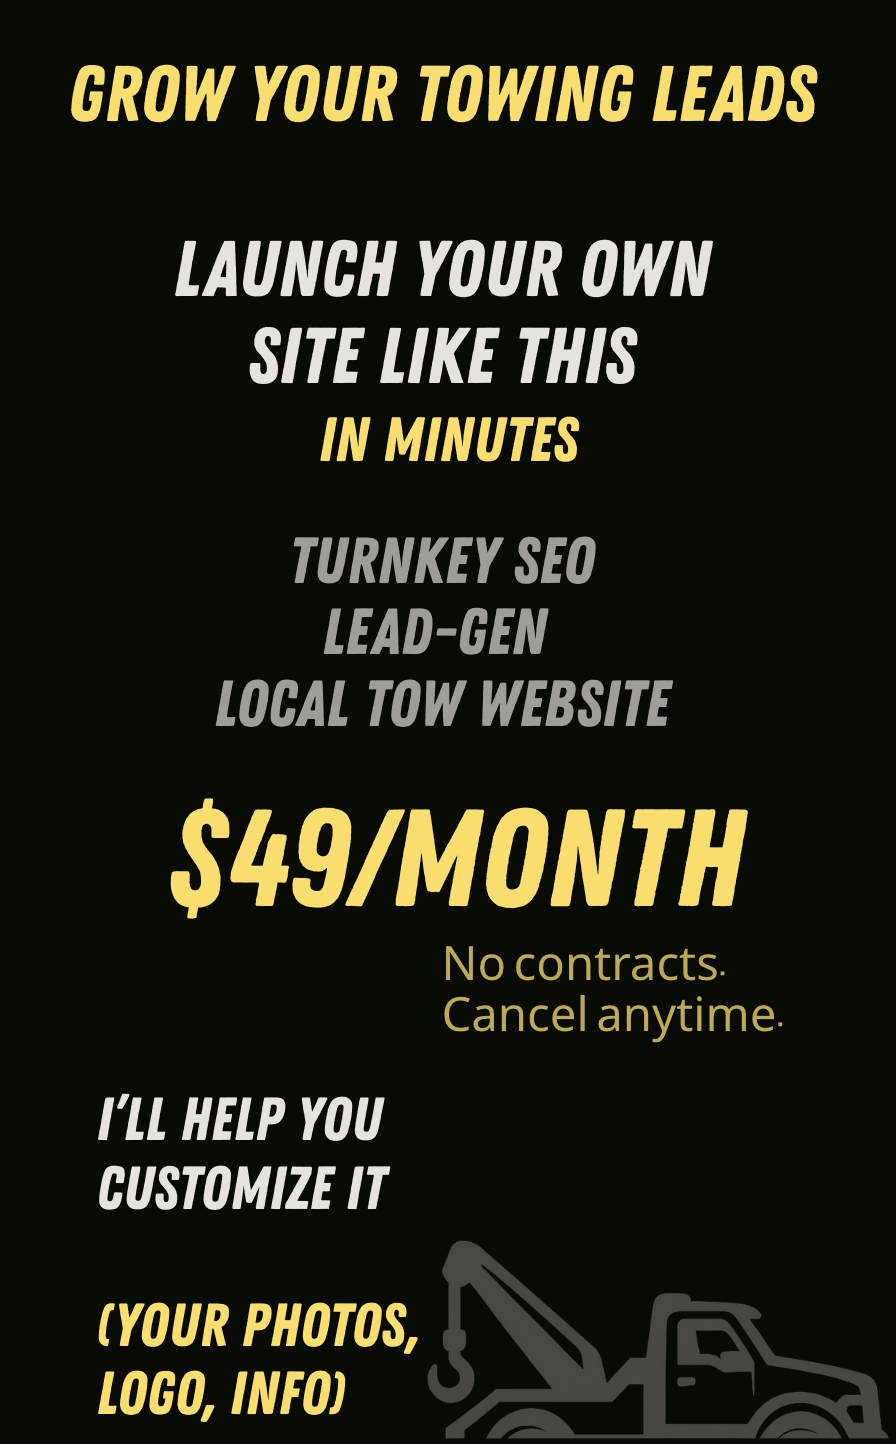 GROW YOUR TOWING LEADS
LAUNCH YOUR OWN
SITE LIKE THIS
IN MINUTES
TURNKEY SEO
LEAD-GEN
LOCAL TOW WEBSITE
$49/MONTH
No contracts.
Cancel anytime.
I'LL HELP YOU
CUSTOMIZE IT
(YOUR PHOTOS,
LOGO, INFO)